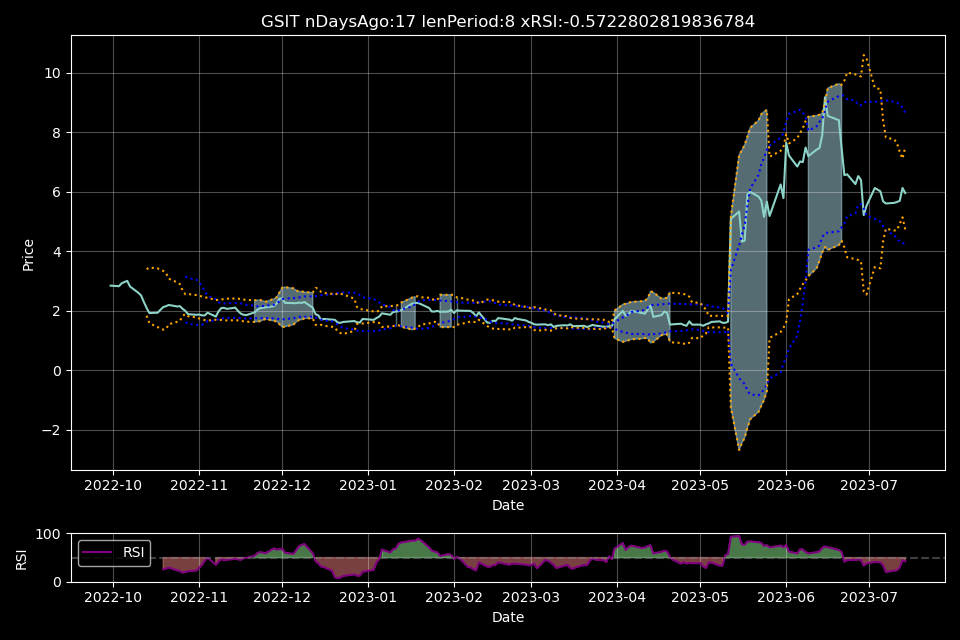 GSIT nDaysAgo:17 lenPeriod:8 xRSI:-0.5722802819836784
10
8
6
4
2
0
−2
Price
2022-10 2022-11 2022-12 2023-01 2023-02 2023-03 2023-04 2023-05 2023-06 2023-07
Date
100
0
RSI
RSI
2022-10 2022-11 2022-12 2023-01 2023-02 2023-03 2023-04 2023-05 2023-06 2023-07
Date